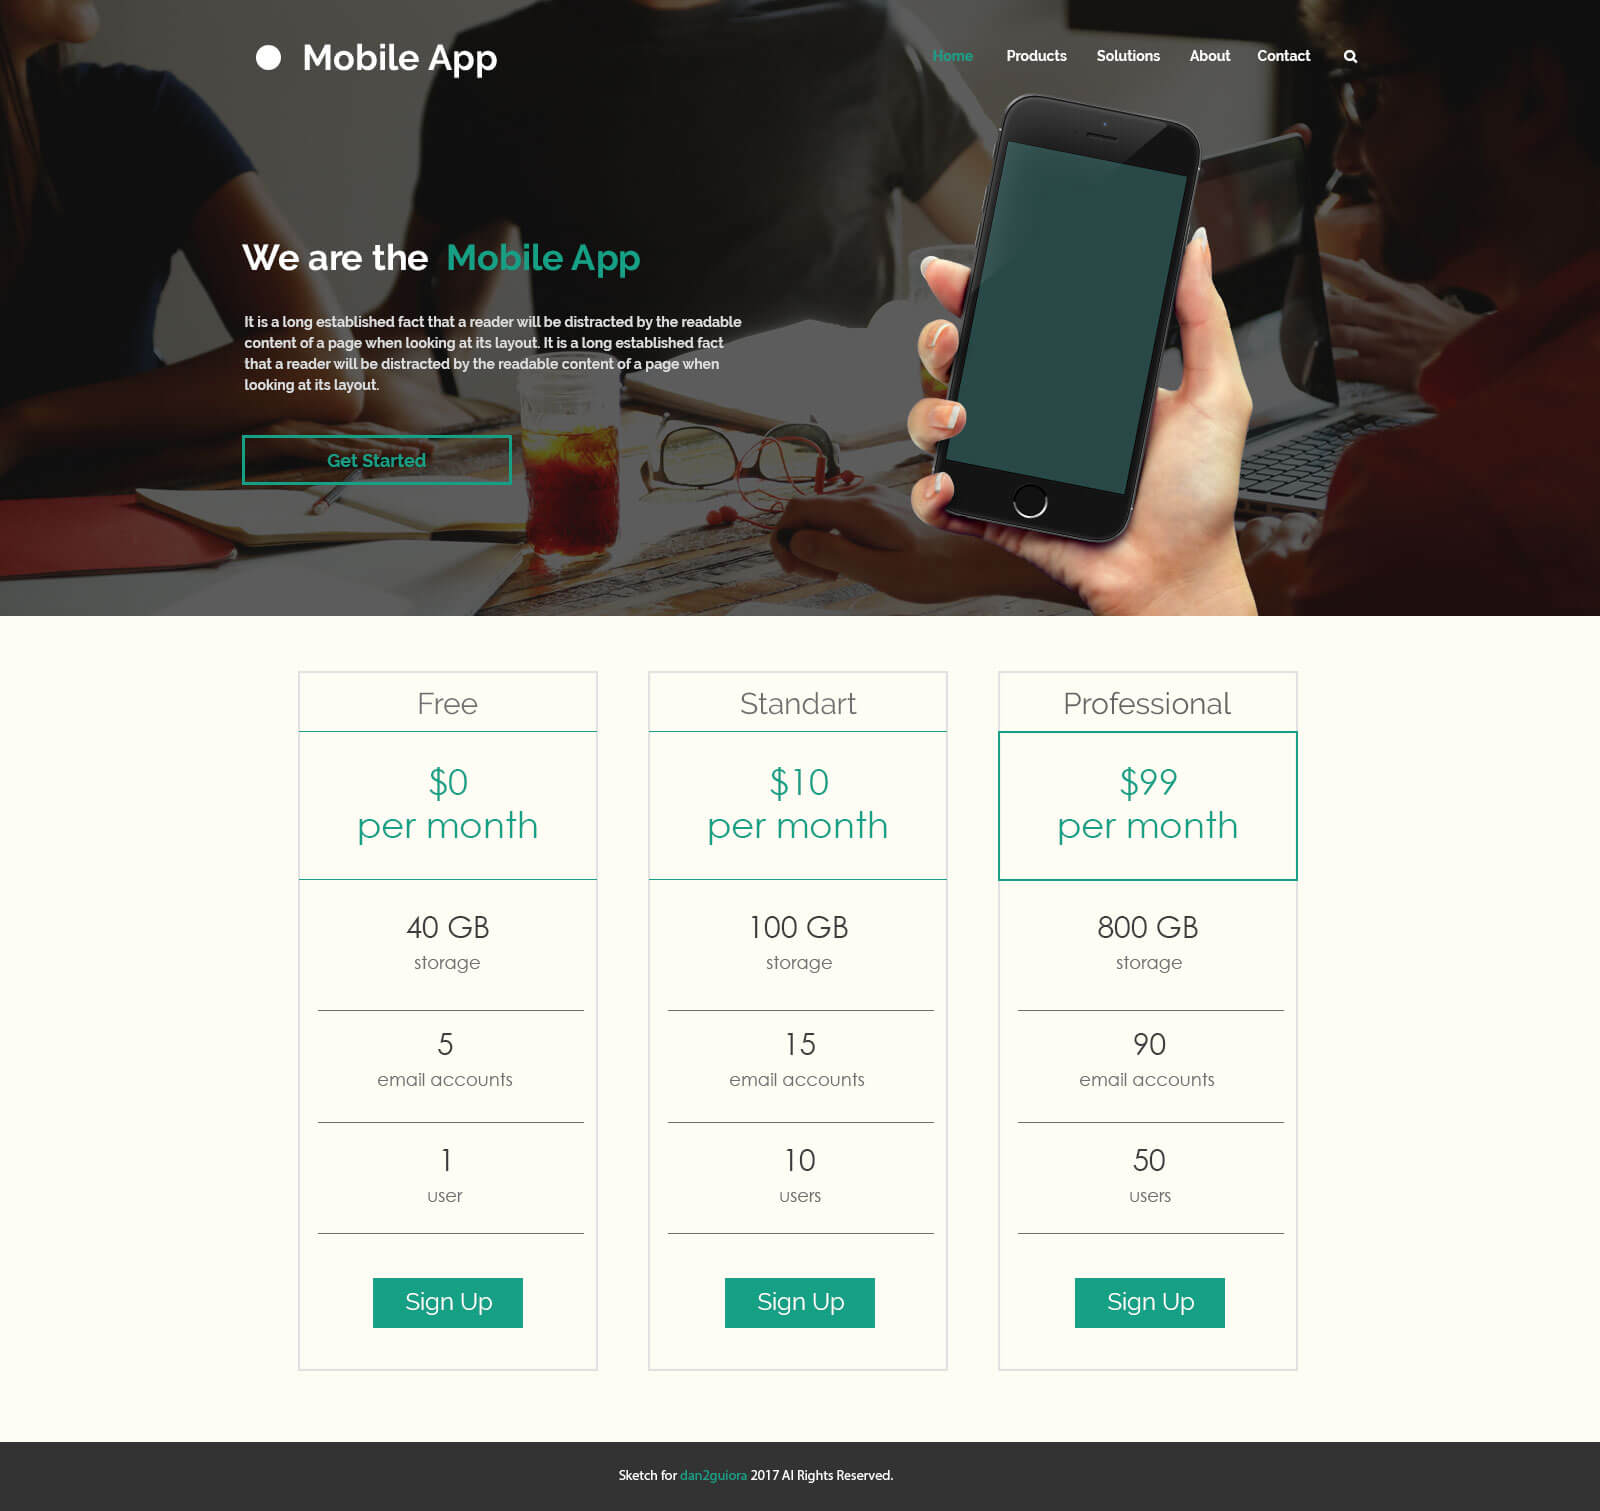 Mobile App
Home Products Solutions About Contact
We are the Mobile App
It is a long established fact that a reader will be distracted by the readable
content of a page when looking at its layout. It is a long established fact
that a reader will be distracted by the readable content of a page when
looking at its layout.
Get Started
Free
$0
per month
40 GB
storage
5
email accounts
1
user
Sign Up
Standart
$10
per month
100 GB
storage
15
email accounts
10
users
Sign Up
Professional
$99
per month
800 GB
storage
90
email accounts
50
users
Sign Up
Sketch for dan2guiora 2017 Al Rights Reserved.